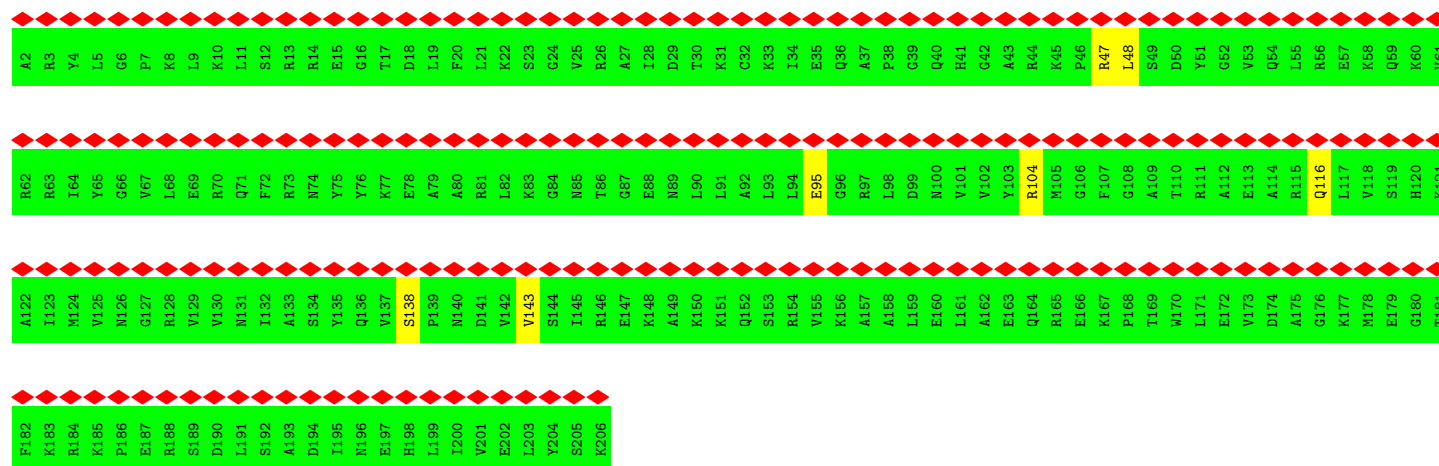 A2 R3 Y4 L5 G6 P7 K8 L9 K10 L11 S12 R13 R14 E15 G16 T17 D18 L19 F20 L21 K22 S23 G24 V25 R26 A27 I28 D29 T30 K31 C32 K33 I34 E35 Q36 A37 P38 G39 Q40 H41 G42 A43 R44 K45 P46 R47 L48 S49 D50 Y51 G52 V53 Q54 L55 R56 E57 K58 Q59 K60
R62 R63 I64 Y65 G66 V67 L68 E69 R70 Q71 F72 R73 N74 Y75 Y76 K77 E78 A79 A80 R81 L82 K83 G84 N85 T86 G87 E88 N89 L90 L91 A92 L93 L94 E95 G96 R97 L98 D99 N100 V101 V102 Y103 R104 M105 G106 F107 G108 A109 T110 R111 A112 E113 A114 R115 Q116 L117 V118 S119 H120
A122 I123 M124 V125 N126 G127 R128 V129 V130 N131 I132 A133 S134 Y135 Q136 V137 S138 P139 N140 D141 V142 V143 S144 I145 R146 E147 K148 A149 K150 K151 Q152 S153 R154 V155 K156 A157 A158 L159 E160 L161 A162 E163 Q164 R165 E166 K167 P168 T169 W170 L171 E172 V173 D174 A175 G176 K177 M178 E179 G180
F182 K183 R184 K185 P186 E187 R188 S189 D190 L191 S192 A193 D194 I195 N196 E197 H198 L199 I200 V201 E202 L203 Y204 S205 K206